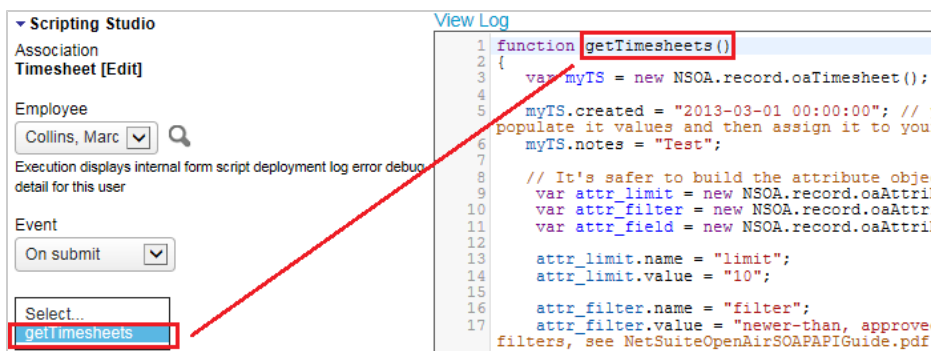 Scripting Studio
Association
Timesheet [Edit]
Employee
Collins, Marc
Execution displays internal form script deployment log error debug
detail for this user
Event
On submit
Select...
getTimesheets
View Log
1 function getTimesheets()
2 {
3 var myTS = new NSOA.record.oaTimesheet();
4
5 myTS.created = "2013-03-01 00:00:00"; //
populate it values and then assign it to you
6 myTS.notes = "Test";
7
8 // It's safer to build the attribute obje
9 var attr_limit = new NSOA.record.oaAttri
10 var attr_filter = new NSOA.record.oaAttr
11 var attr_field = new NSOA.record.oaAttri
12
13 attr_limit.name = "limit";
14 attr_limit.value = "10";
15
16 attr_filter.name = "filter";
17 attr_filter.value = "newer-than, approve
filters, see NetSuiteOpenAirSOAPAPIGuide.pdf